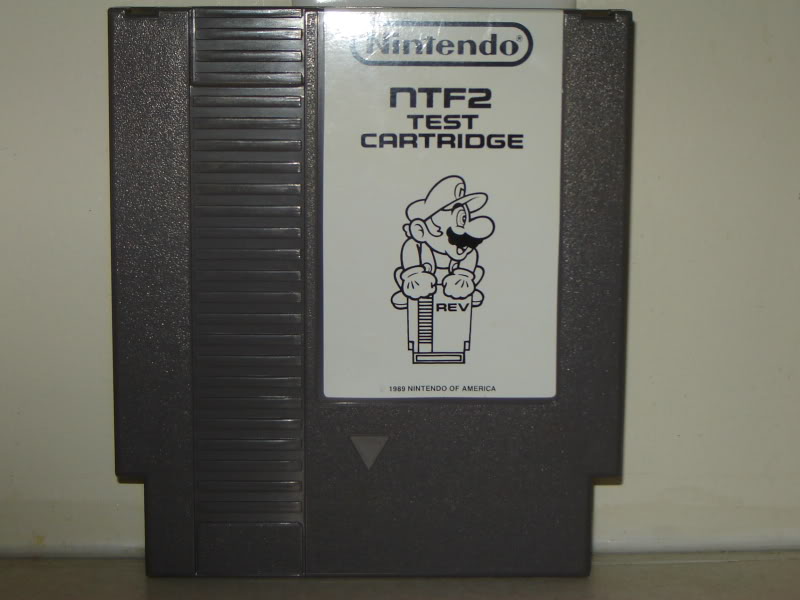 Nintendo®
NTF2
TEST
CARTRIDGE
REV
© 1989 NINTENDO OF AMERICA